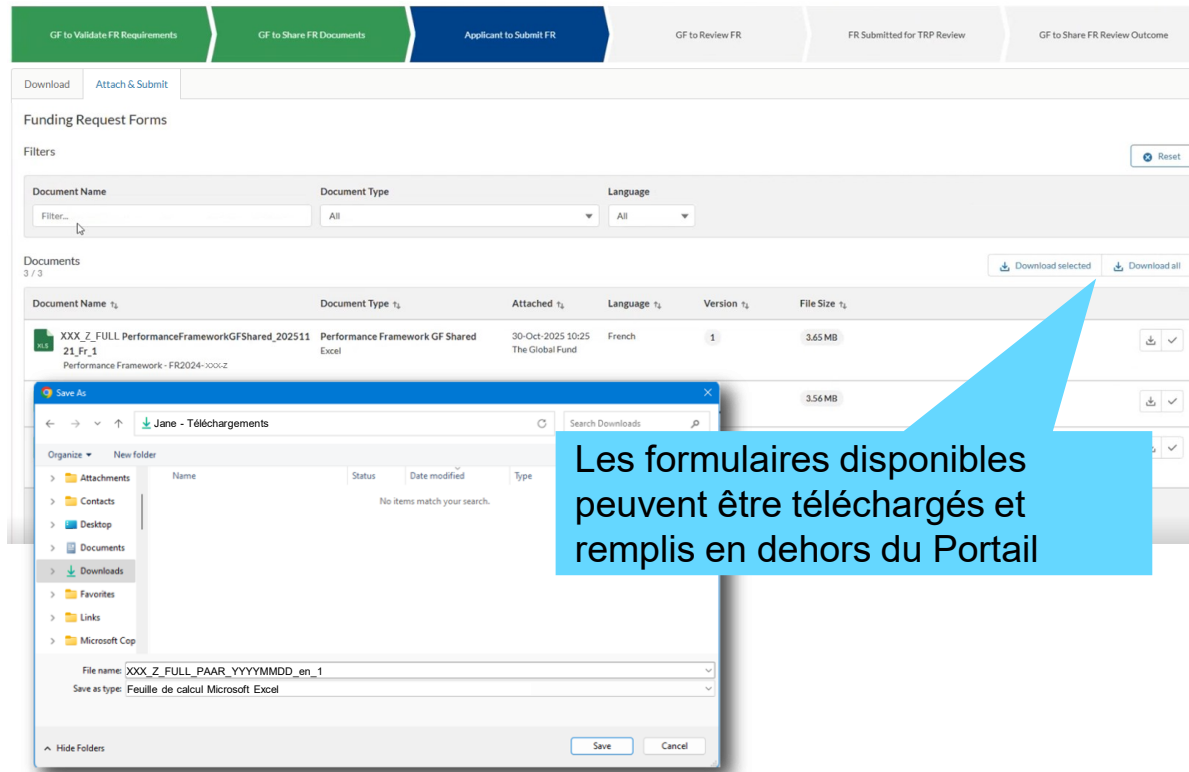 GF to Validate FR Requirements
GF to Share FR Documents
Applicant to Submit FR
GF to Review FR
FR Submitted for TRP Review
GF to Share FR Review Outcome
Download
Attach & Submit
Funding Request Forms
Filters
Reset
Document Name
Document Type
Language
Filter...
All
All
Documents
3 / 3
Download selected
Download all
Document Name
Document Type
Attached
Language
Version
File Size
XLS
XXX_Z_FULL PerformanceFrameworkGFShared_202511
21_Fr_1
Performance Framework - FR2024-XXX-Z
Performance Framework GF Shared
Excel
30-Oct-2025 10:25
The Global Fund
French
1
3.65 MB
3.56 MB
Save As
Jane - Téléchargements
Search Downloads
Organize
New folder
Name
Status
Date modified
Type
No items match your search.
Attachments
Contacts
Desktop
Documents
Downloads
Favorites
Links
Microsoft Cop
File name: XXX_Z_FULL_PAAR_YYYYMMDD_en_1
Save as type: Feuille de calcul Microsoft Excel
Hide Folders
Save
Cancel
Les formulaires disponibles
peuvent être téléchargés et
remplis en dehors du Portail